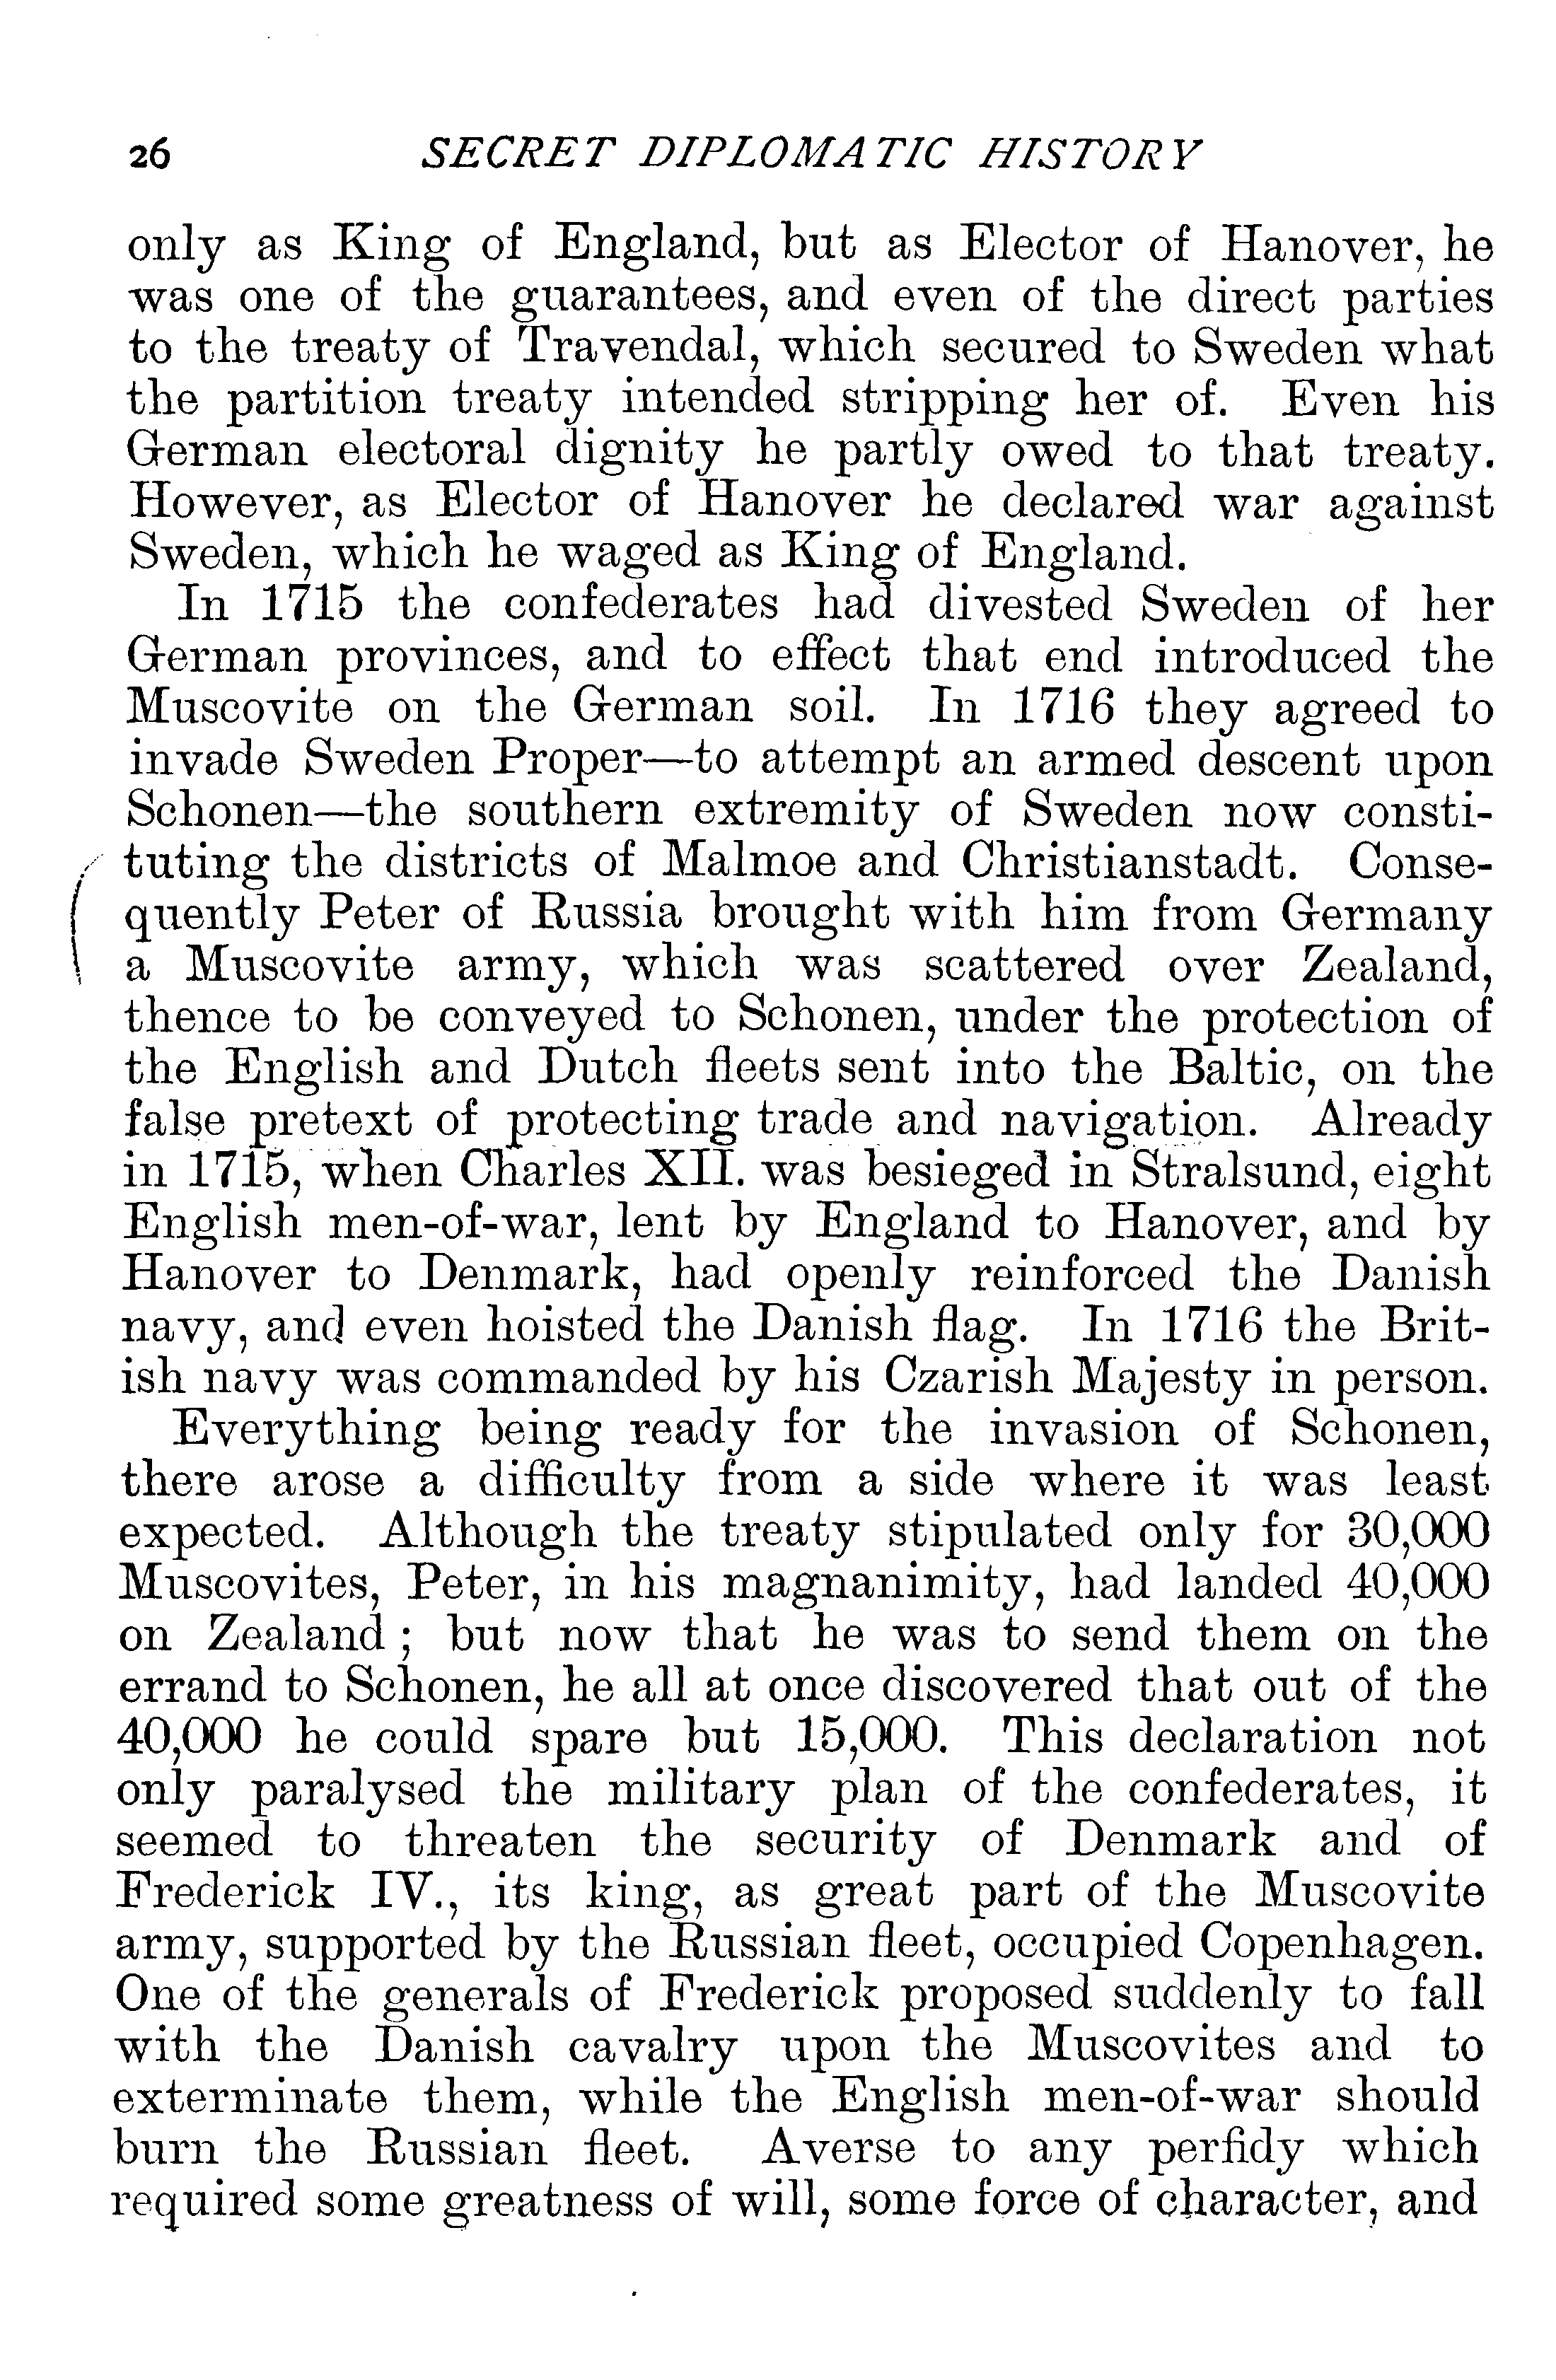 26 SECRET DIPLOMATIC HISTORY
only as King of England, but as Elector of Hanover, he
was one of the guarantees, and even of the direct parties
to the treaty of Travendal, which secured to Sweden what
the partition treaty intended stripping her of. Even his
German electoral dignity he partly owed to that treaty.
However, as Elector of Hanover he declared war against
Sweden, which he waged as King of England.
In 1715 the confederates had divested Sweden of her
German provinces, and to effect that end introduced the
Muscovite on the German soil. In 1716 they agreed to
invade Sweden Proper—to attempt an armed descent upon
Schonen—the southern extremity of Sweden now consti-
tuting the districts of Malmoe and Christianstadt. Conse-
quently Peter of Russia brought with him from Germany
a Muscovite army, which was scattered over Zealand,
thence to be conveyed to Schonen, under the protection of
the English and Dutch fleets sent into the Baltic, on the
false pretext of protecting trade and navigation. Already
in 1715, when Charles XII. was besieged in Stralsund, eight
English men-of-war, lent by England to Hanover, and by
Hanover to Denmark, had openly reinforced the Danish
navy, and even hoisted the Danish flag. In 1716 the Brit-
ish navy was commanded by his Czarish Majesty in person.
Everything being ready for the invasion of Schonen,
there arose a difficulty from a side where it was least
expected. Although the treaty stipulated only for 30,000
Muscovites, Peter, in his magnanimity, had landed 40,000
on Zealand ; but now that he was to send them on the
errand to Schonen, he all at once discovered that out of the
40,000 he could spare but 15,000. This declaration not
only paralysed the military plan of the confederates, it
seemed to threaten the security of Denmark and of
Frederick IV., its king, as great part of the Muscovite
army, supported by the Russian fleet, occupied Copenhagen.
One of the generals of Frederick proposed suddenly to fall
with the Danish cavalry upon the Muscovites and to
exterminate them, while the English men-of-war should
burn the Russian fleet. Averse to any perfidy which
required some greatness of will, some force of character, and